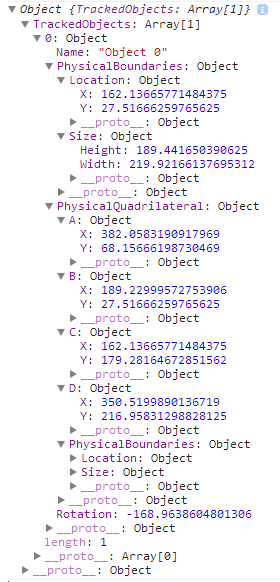 ▼ Object {TrackedObjects: Array[1]} i
▼ TrackedObjects: Array[1]
▼ 0: Object
Name: "Object 0"
▼ PhysicalBoundaries: Object
▼ Location: Object
X: 162.13665771484375
Y: 27.51666259765625
▶ __proto__: Object
▼ Size: Object
Height: 189.441650390625
Width: 219.92166137695312
▶ __proto__: Object
▶ __proto__: Object
▼ PhysicalQuadrilateral: Object
▼ A: Object
X: 382.0583190917969
Y: 68.15666198730469
▶ __proto__: Object
▼ B: Object
X: 189.22999572753906
Y: 27.51666259765625
▶ __proto__: Object
▼ C: Object
X: 162.13665771484375
Y: 179.28164672851562
▶ __proto__: Object
▼ D: Object
X: 350.5199890136719
Y: 216.95831298828125
▶ __proto__: Object
▼ PhysicalBoundaries: Object
▶ Location: Object
▶ Size: Object
▶ __proto__: Object
▶ __proto__: Object
Rotation: -168.9638604801306
▶ __proto__: Object
length: 1
▶ __proto__: Array[0]
▶ __proto__: Object